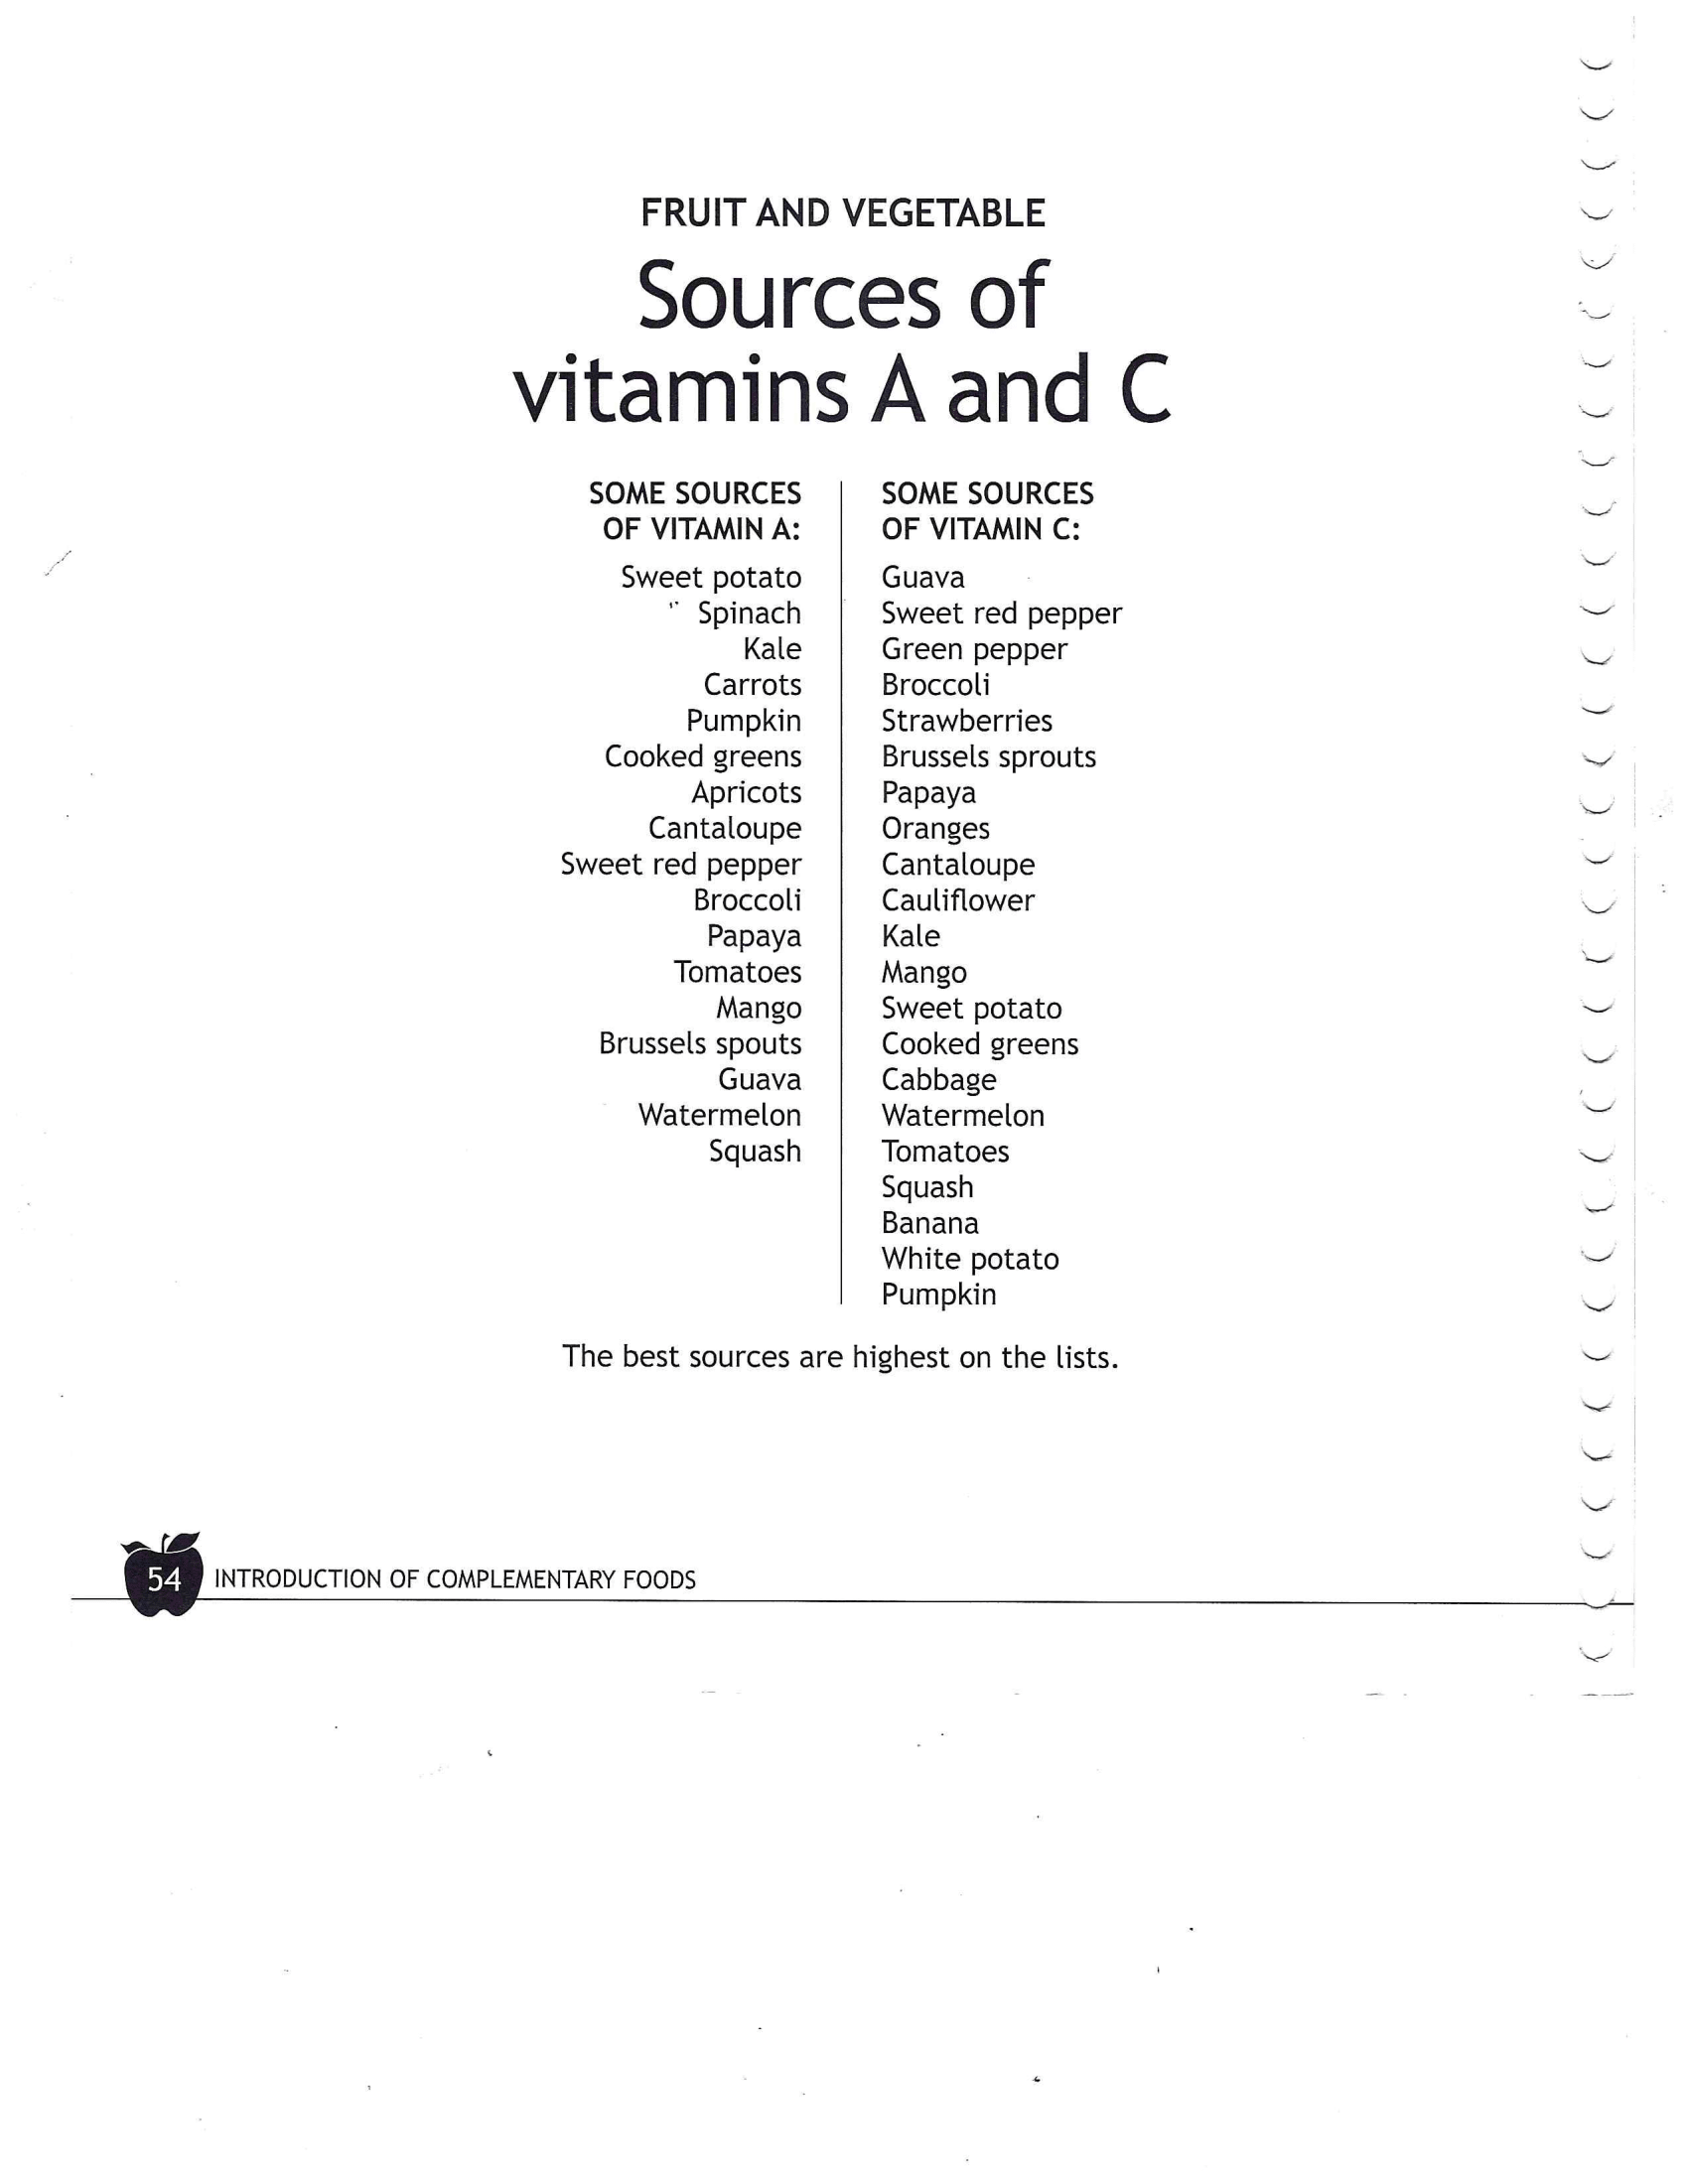 FRUIT AND VEGETABLE
Sources of
vitamins A and C
SOME SOURCES
OF VITAMIN A:
Sweet potato
Spinach
Kale
Carrots
Pumpkin
Cooked greens
Apricots
Cantaloupe
Sweet red pepper
Broccoli
Papaya
Tomatoes
Mango
Brussels spouts
Guava
Watermelon
Squash
SOME SOURCES
OF VITAMIN C:
Guava
Sweet red pepper
Green pepper
Broccoli
Strawberries
Brussels sprouts
Papaya
Oranges
Cantaloupe
Cauliflower
Kale
Mango
Sweet potato
Cooked greens
Cabbage
Watermelon
Tomatoes
Squash
Banana
White potato
Pumpkin
The best sources are highest on the lists.
54 INTRODUCTION OF COMPLEMENTARY FOODS